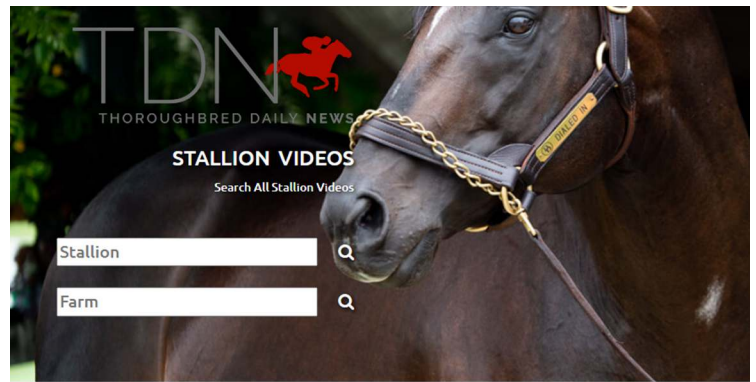 TDN
THOROUGHBRED DAILY NEWS
STALLION VIDEOS
Search All Stallion Videos
Stallion
Farm
DIALED IN